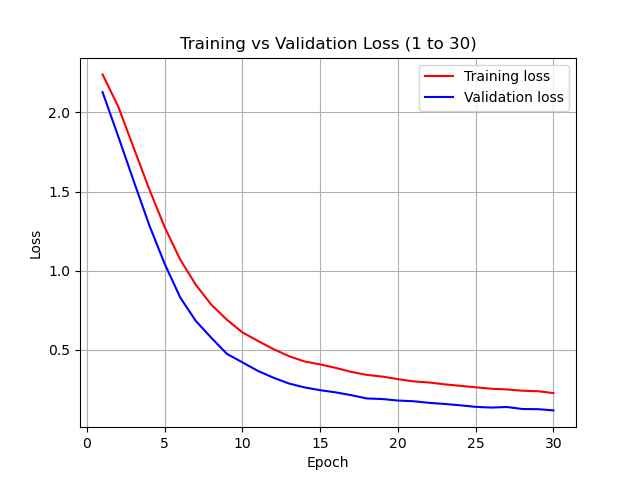 Training vs Validation Loss (1 to 30)
Training loss
Validation loss
Loss
2.0
1.5
1.0
0.5
0 5 10 15 20 25 30
Epoch